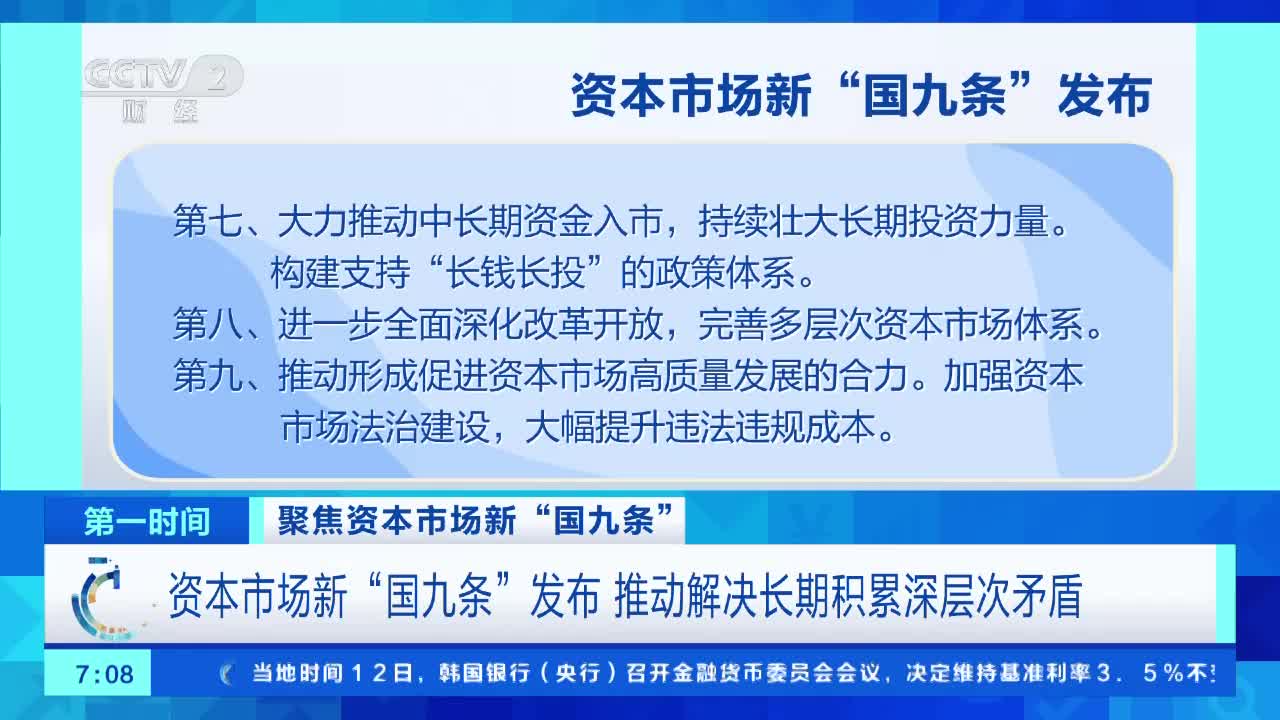 CCTV 2
财经
资本市场新“国九条”发布
第七、大力推动中长期资金入市，持续壮大长期投资力量。
构建支持“长钱长投”的政策体系。
第八、进一步全面深化改革开放，完善多层次资本市场体系。
第九、推动形成促进资本市场高质量发展的合力。加强资本
市场法治建设，大幅提升违法违规成本。
第一时间
聚焦资本市场新“国九条”
资本市场新“国九条”发布 推动解决长期积累深层次矛盾
7:08
当地时间12日，韩国银行（央行）召开金融货币委员会会议，决定维持基准利率3．5%不